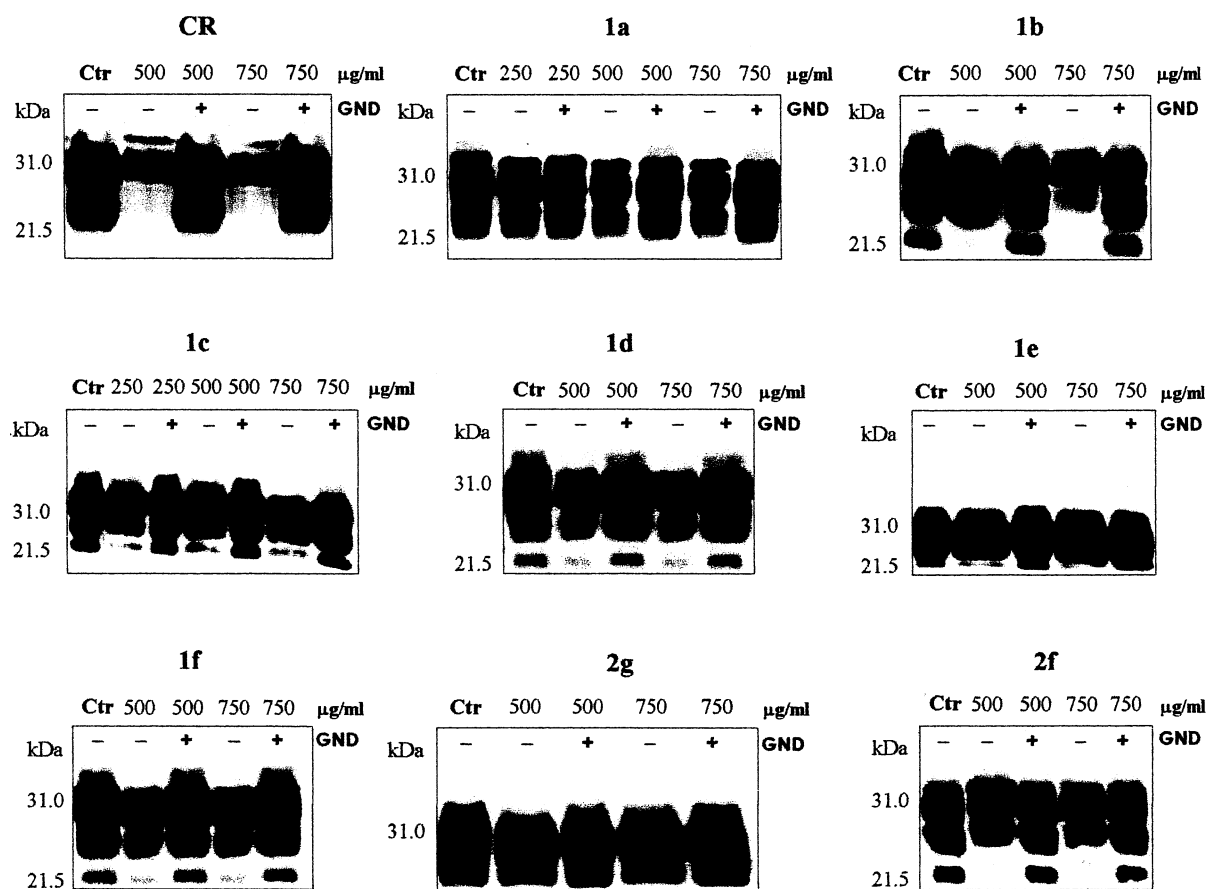 CR
Ctr 500 500 750 750 µg/ml
kDa − − + − + GND
31.0
21.5
1a
Ctr 250 250 500 500 750 750 µg/ml
kDa − − + − + − + GND
31.0
21.5
1b
Ctr 500 500 750 750 µg/ml
kDa − − + − + GND
31.0
21.5
1c
Ctr 250 250 500 500 750 750 µg/ml
kDa − − + − + − + GND
31.0
21.5
1d
Ctr 500 500 750 750 µg/ml
kDa − − + − + GND
31.0
21.5
1e
Ctr 500 500 750 750 µg/ml
kDa − − + − + GND
31.0
21.5
1f
Ctr 500 500 750 750 µg/ml
kDa − − + − + GND
31.0
21.5
2g
Ctr 500 500 750 750 µg/ml
kDa − − + − + GND
31.0
2f
Ctr 500 500 750 750 µg/ml
kDa − − + − + GND
31.0
21.5